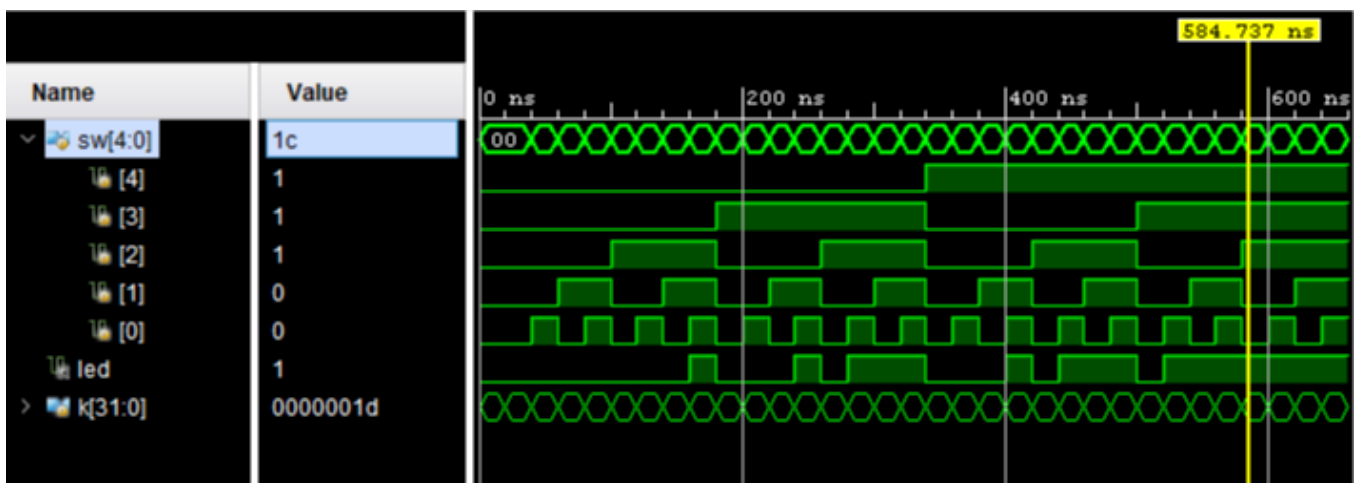 584.737 ns
Name Value 0 ns 200 ns 400 ns 600 ns
sw[4:0] 1c 00
[4] 1
[3] 1
[2] 1
[1] 0
[0] 0
led 1
k[31:0] 0000001d